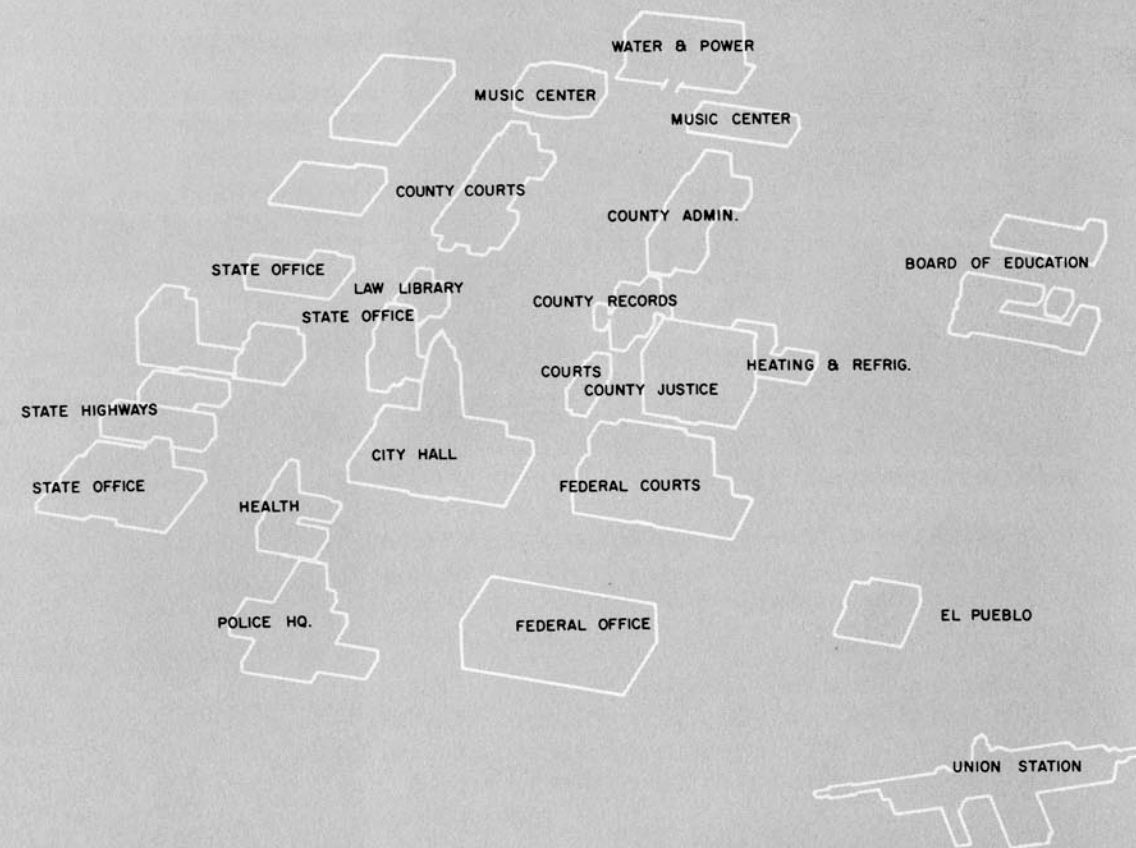 WATER & POWER
MUSIC CENTER
MUSIC CENTER
COUNTY COURTS
COUNTY ADMIN.
BOARD OF EDUCATION
STATE OFFICE
LAW LIBRARY
COUNTY RECORDS
STATE OFFICE
HEATING & REFRIG.
COURTS
COUNTY JUSTICE
STATE HIGHWAYS
CITY HALL
STATE OFFICE
FEDERAL COURTS
HEALTH
EL PUEBLO
POLICE HQ.
FEDERAL OFFICE
UNION STATION